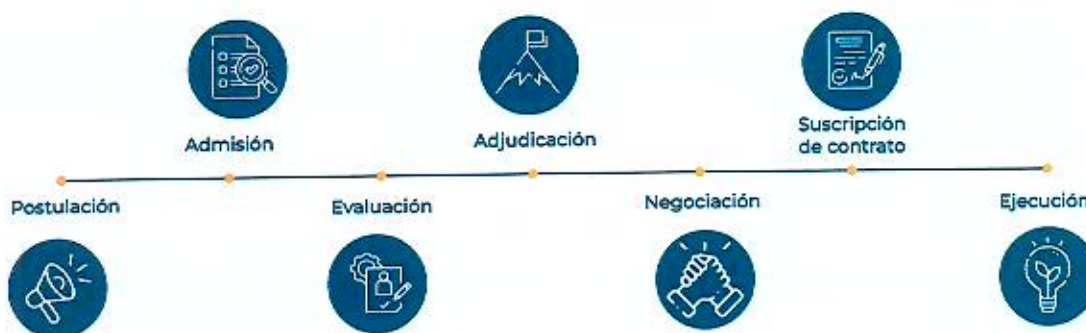 Admisión
Adjudicación
Suscripción
de contrato
Postulación
Evaluación
Negociación
Ejecución